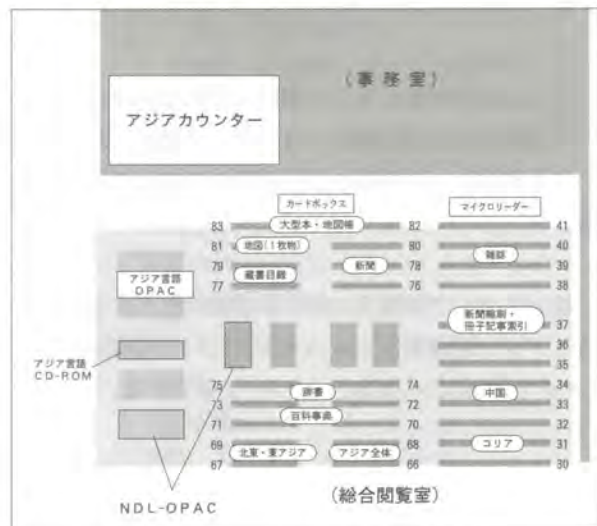 (事務室)
アジアカウンター
カードボックス
マイクロリーダー
83 大型本・地図帳 82 41
81 地図(1枚物) 80 雑誌 40
79 蔵書目録 新聞 78 39
77 76 38
アジア言語
OPAC
新聞縮刷・
冊子記事索引 37
36
アジア言語
CD-ROM
35
75 辞書 74 34
73 72 中国 33
71 百科事典 70 32
69 北東・東アジア アジア全体 68 コリア 31
67 66 30
NDL-OPAC
(総合閲覧室)